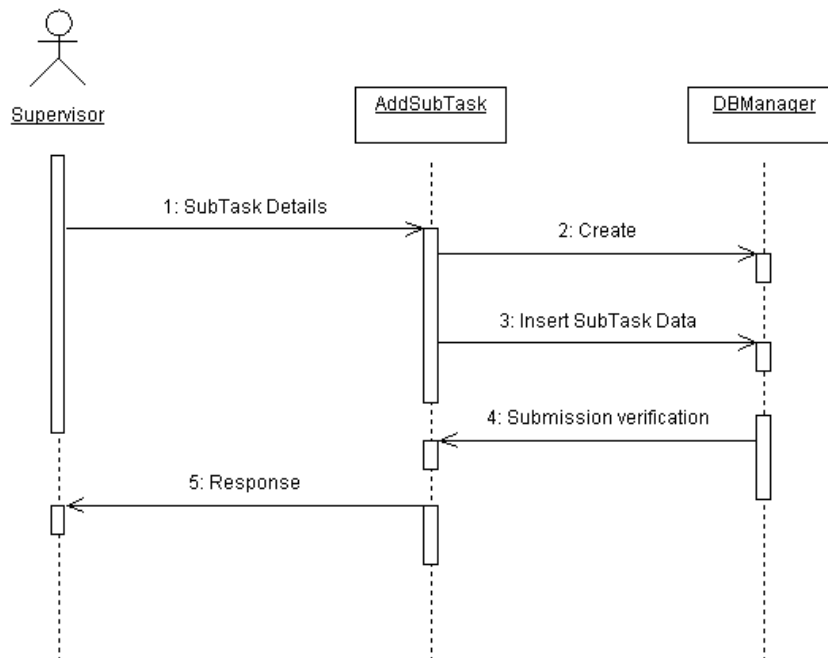 Supervisor
AddSubTask
DBManager
1: SubTask Details
2: Create
3: Insert SubTask Data
4: Submission verification
5: Response